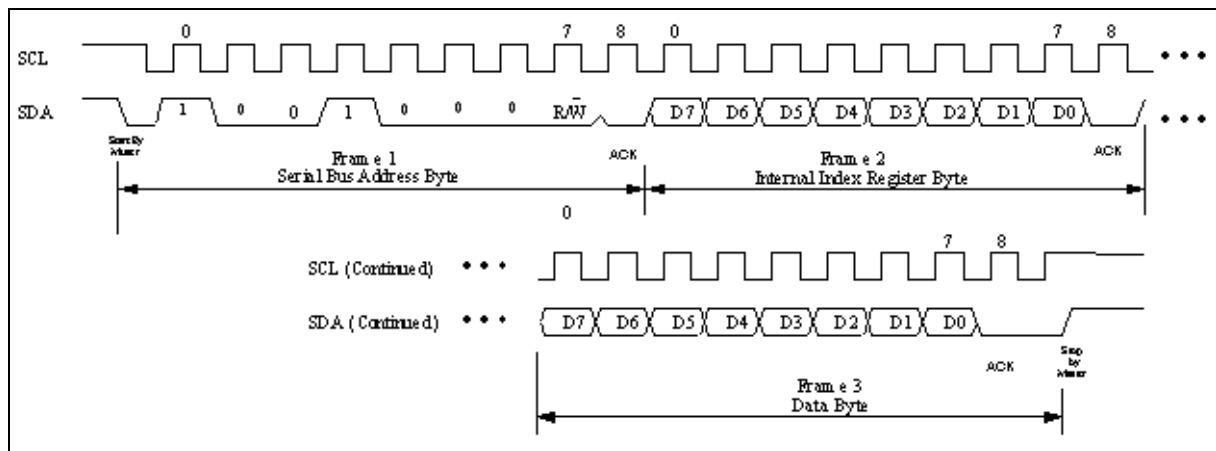 0 7 8 0 7 8
SCL
SDA 1 0 0 1 0 0 0 R/W D7 D6 D5 D4 D3 D2 D1 D0
Start By
Master
ACK ACK
Frame 1 Frame 2
Serial Bus Address Byte Internal Index Register Byte
0
7 8
SCL (Continued)
SDA (Continued) D7 D6 D5 D4 D3 D2 D1 D0
ACK
Stop
by
Master
Frame 3
Data Byte